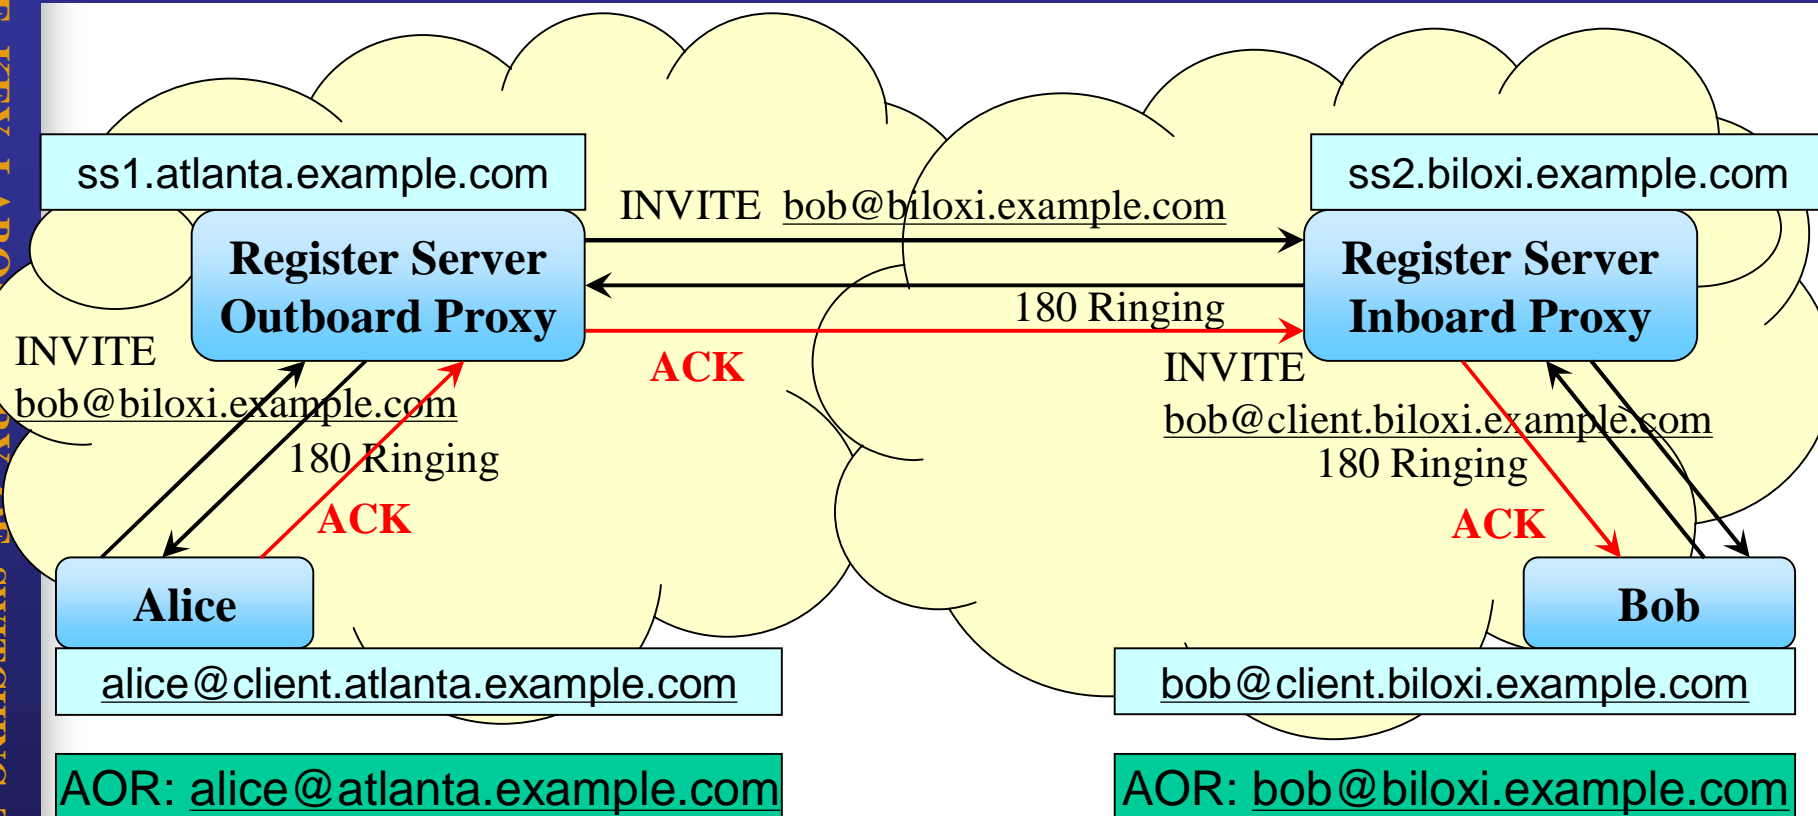 ss1.atlanta.example.com
ss2.biloxi.example.com
INVITE bob@biloxi.example.com
Register Server
Outboard Proxy
Register Server
Inboard Proxy
180 Ringing
ACK
INVITE
bob@biloxi.example.com
180 Ringing
ACK
INVITE
bob@client.biloxi.example.com
180 Ringing
ACK
Alice
Bob
alice@client.atlanta.example.com
bob@client.biloxi.example.com
AOR: alice@atlanta.example.com
AOR: bob@biloxi.example.com